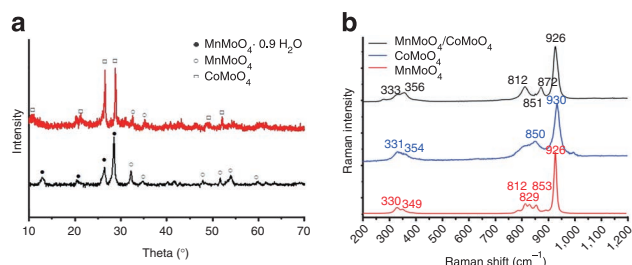 a
● MnMoO₄· 0.9 H₂O
○ MnMoO₄
□ CoMoO₄
Intensity
10 20 30 40 50 60 70
Theta (°)
b
MnMoO₄/CoMoO₄
CoMoO₄
MnMoO₄
926
812
872
851
333 356
930
850
331 354
926
812 853
829
330 349
Raman intensity
200 300 400 500 600 700 800 900 1,000 1,100 1,200
Raman shift (cm⁻¹)